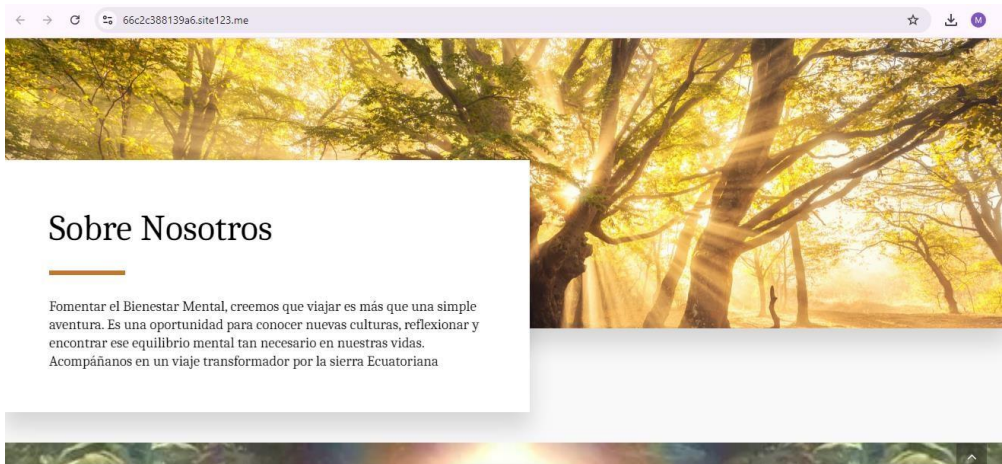 66c2c388139a6.site123.me
M
Sobre Nosotros
Fomentar el Bienestar Mental, creemos que viajar es más que una simple
aventura. Es una oportunidad para conocer nuevas culturas, reflexionar y
encontrar ese equilibrio mental tan necesario en nuestras vidas.
Acompáñanos en un viaje transformador por la sierra Ecuatoriana